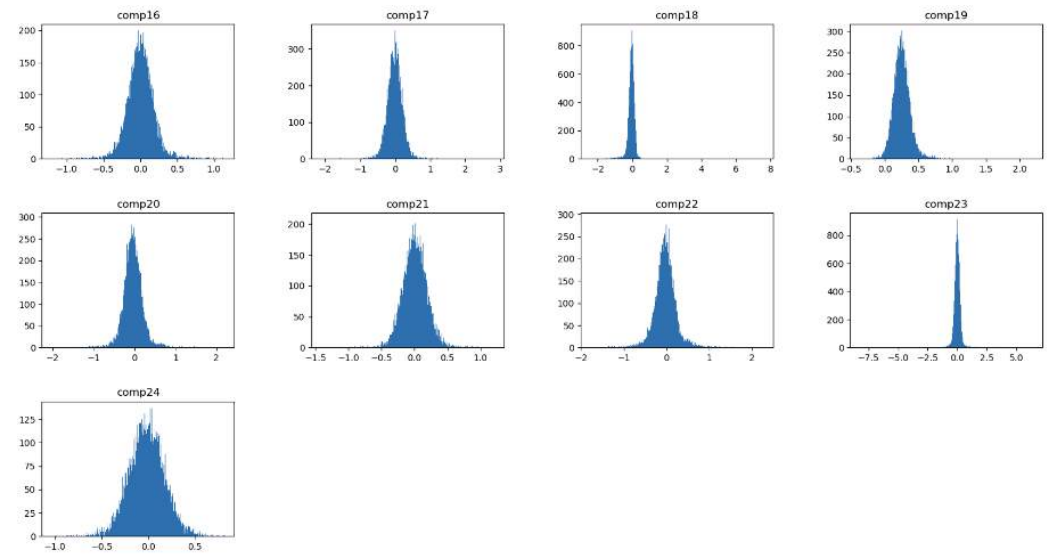 comp16 comp17 comp18 comp19
200 150 100 50 0
−1.0 −0.5 0.0 0.5 1.0
300 200 100 0
−2 −1 0 1 2 3
800 600 400 200 0
−2 0 2 4 6 8
300 250 200 150 100 50 0
−0.5 0.0 0.5 1.0 1.5 2.0
comp20 comp21 comp22 comp23
300 250 200 150 100 50 0
−2 −1 0 1 2
200 150 100 50 0
−1.5 −1.0 −0.5 0.0 0.5 1.0
300 250 200 150 100 50 0
−2 −1 0 1 2
800 600 400 200 0
−7.5 −5.0 −2.5 0.0 2.5 5.0
comp24
125 100 75 50 25 0
−1.0 −0.5 0.0 0.5